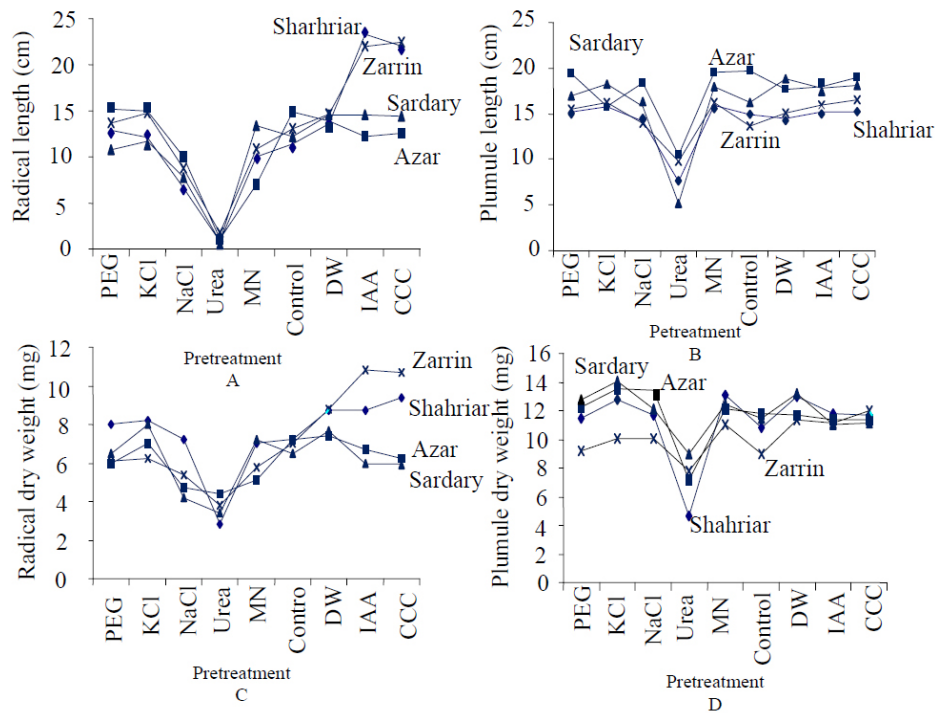 Radical length (cm)
25
20
15
10
5
0
Sharhriar
Zarrin
Sardary
Azar
PEG
KCl
NaCl
Urea
MN
Control
DW
IAA
CCC
Pretreatment
A
Plumule length (cm)
25
20
15
10
5
0
Sardary
Azar
Zarrin
Shahriar
PEG
KCl
NaCl
Urea
MN
Control
DW
IAA
CCC
Petreatment
B
Radical dry weight (mg)
12
10
8
6
4
2
0
Zarrin
Shahriar
Azar
Sardary
PEG
KCl
NaCl
Urea
MN
Contro
DW
IAA
CCC
Pretreatment
C
Plumule dry weight (mg)
16
14
12
10
8
6
4
2
0
Sardary
Azar
Zarrin
Shahriar
PEG
KCl
NaCl
Urea
MN
Control
DW
IAA
CCC
Pretreatment
D